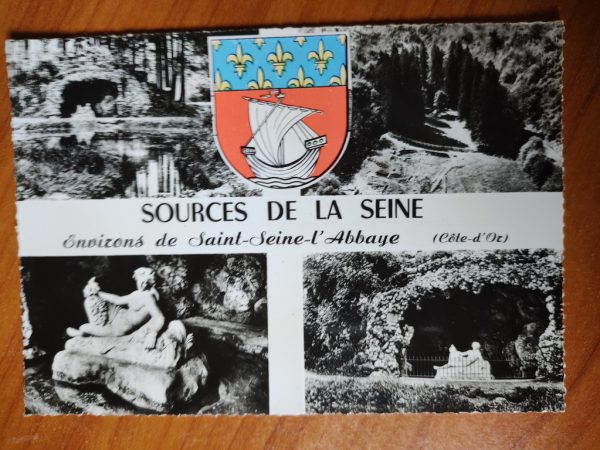 SOURCES DE LA SEINE
Environs de Saint-Seine-l'Abbaye (Côte-d'Or)